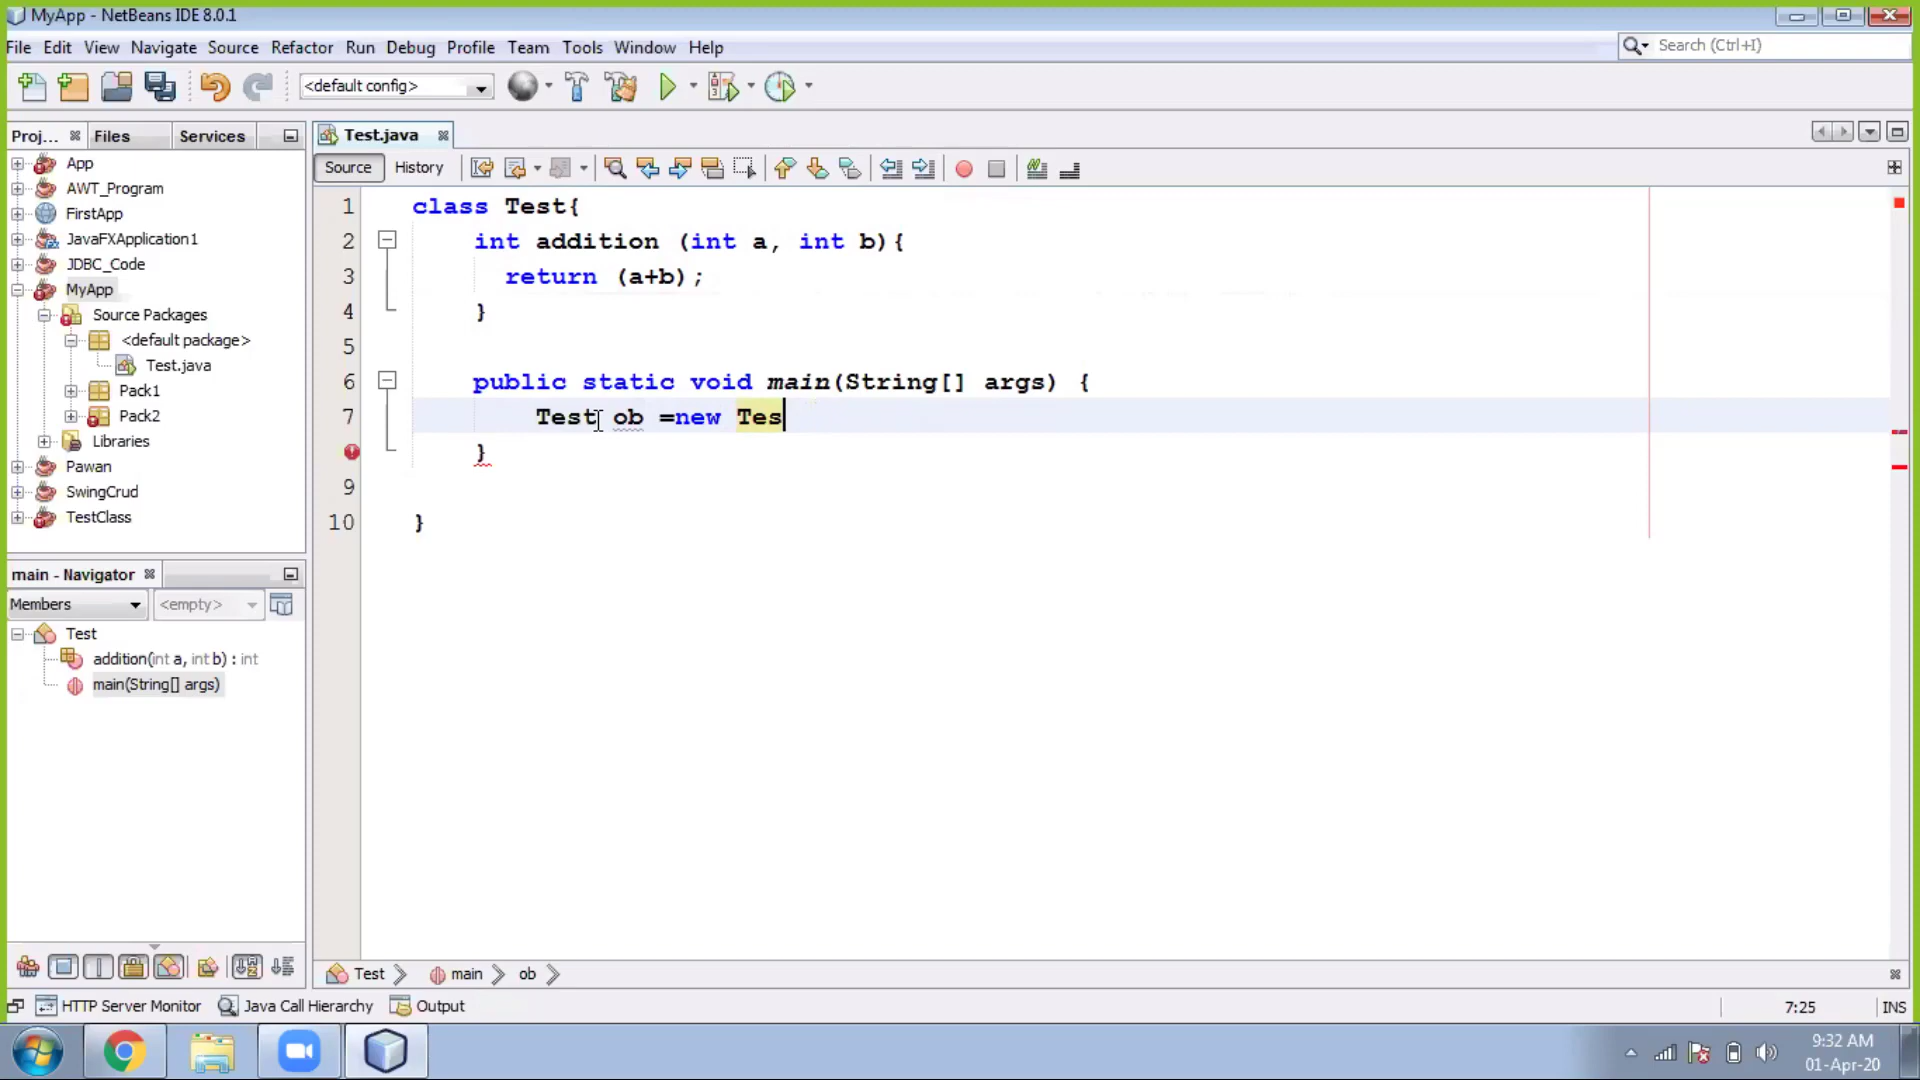 MyApp - NetBeans IDE 8.0.1
File Edit View Navigate Source Refactor Run Debug Profile Team Tools Window Help
Search (Ctrl+I)
<default config>
Proj... Files Services
Test.java
Source History
App
AWT_Program
FirstApp
JavaFXApplication1
JDBC_Code
MyApp
Source Packages
<default package>
Test.java
Pack1
Pack2
Libraries
Pawan
SwingCrud
TestClass
1 class Test{
2 int addition (int a, int b){
3 return (a+b);
4 }
5
6 public static void main(String[] args) {
7 Test ob =new Tes
}
9
10 }
main - Navigator
Members <empty>
Test
addition(int a, int b) : int
main(String[] args)
Test main ob
HTTP Server Monitor Java Call Hierarchy Output
7:25 INS
9:32 AM
01-Apr-20